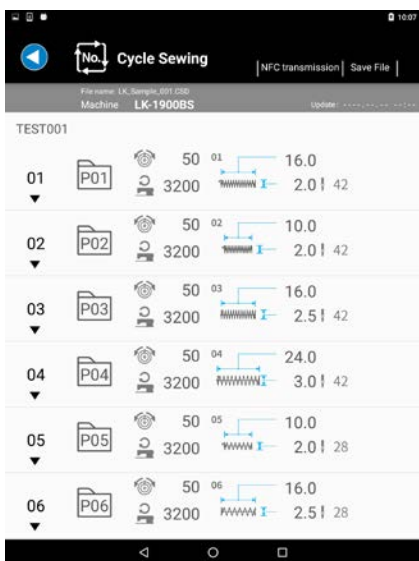 10:07
No. Cycle Sewing
NFC transmission Save File
File name LK_Sample_001.CSD
Machine LK-1900BS Update: ----.--.-- --:--
TEST001
01 P01 50 01 16.0
3200 2.0 42
02 P02 50 02 10.0
3200 2.0 42
03 P03 50 03 16.0
3200 2.5 42
04 P04 50 04 24.0
3200 3.0 42
05 P05 50 05 10.0
3200 2.0 28
06 P06 50 06 16.0
3200 2.5 28